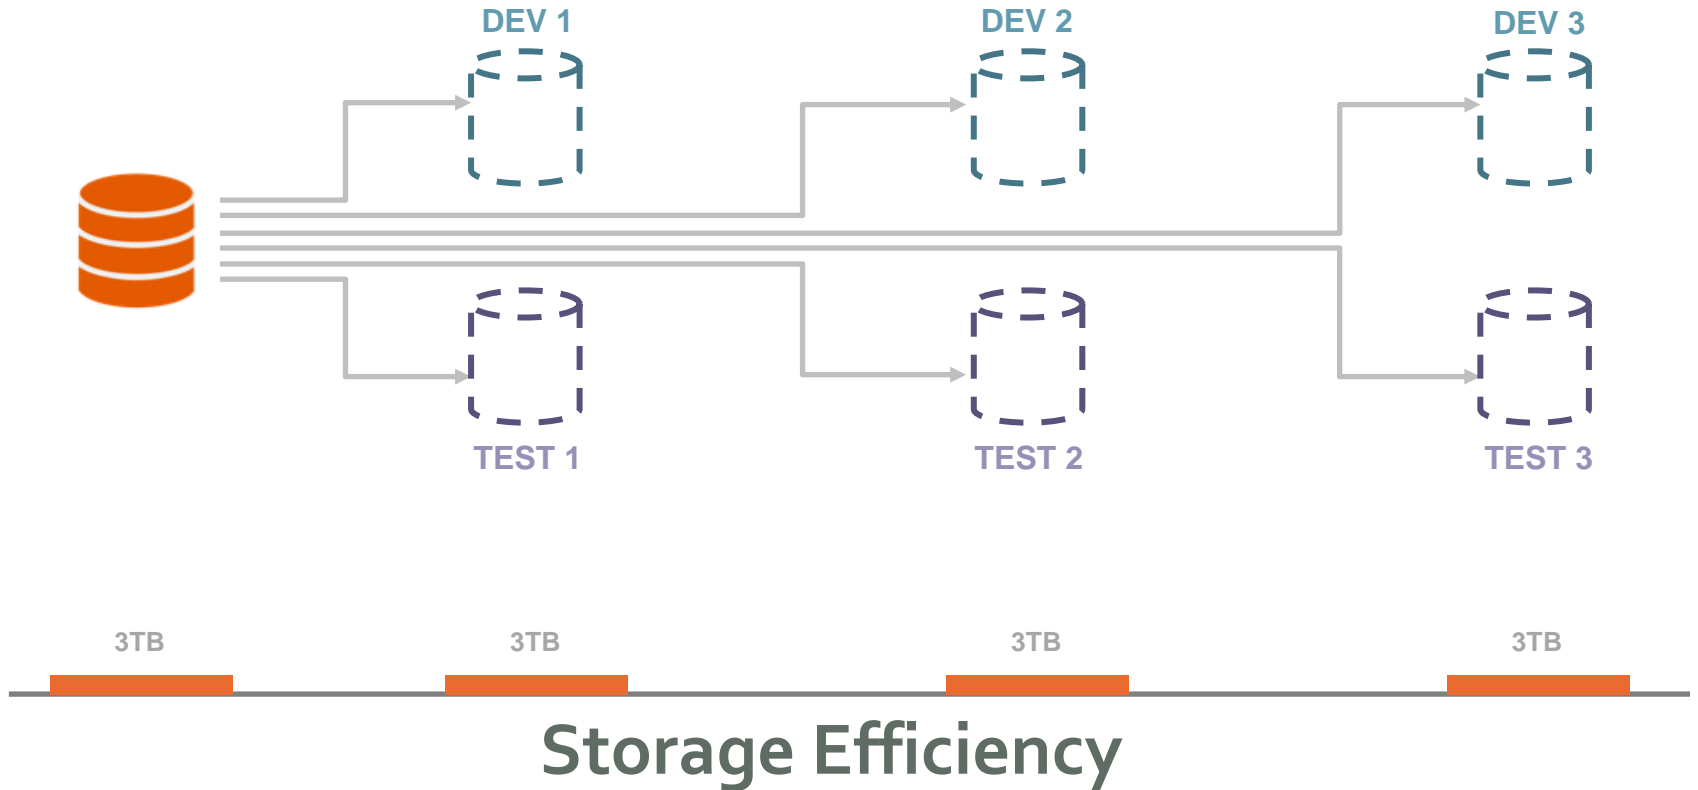 DEV 1
DEV 2
DEV 3
TEST 1
TEST 2
TEST 3
3TB
3TB
3TB
3TB
Storage Efficiency